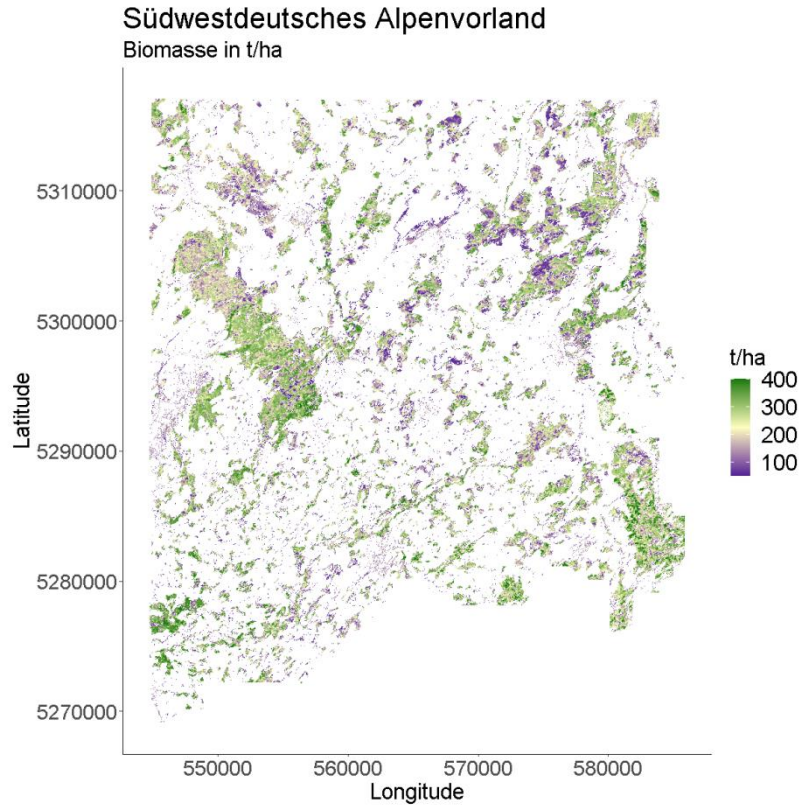 Südwestdeutsches Alpenvorland
Biomasse in t/ha
5310000
5300000
5290000
5280000
5270000
Latitude
550000 560000 570000 580000
Longitude
t/ha
400
300
200
100